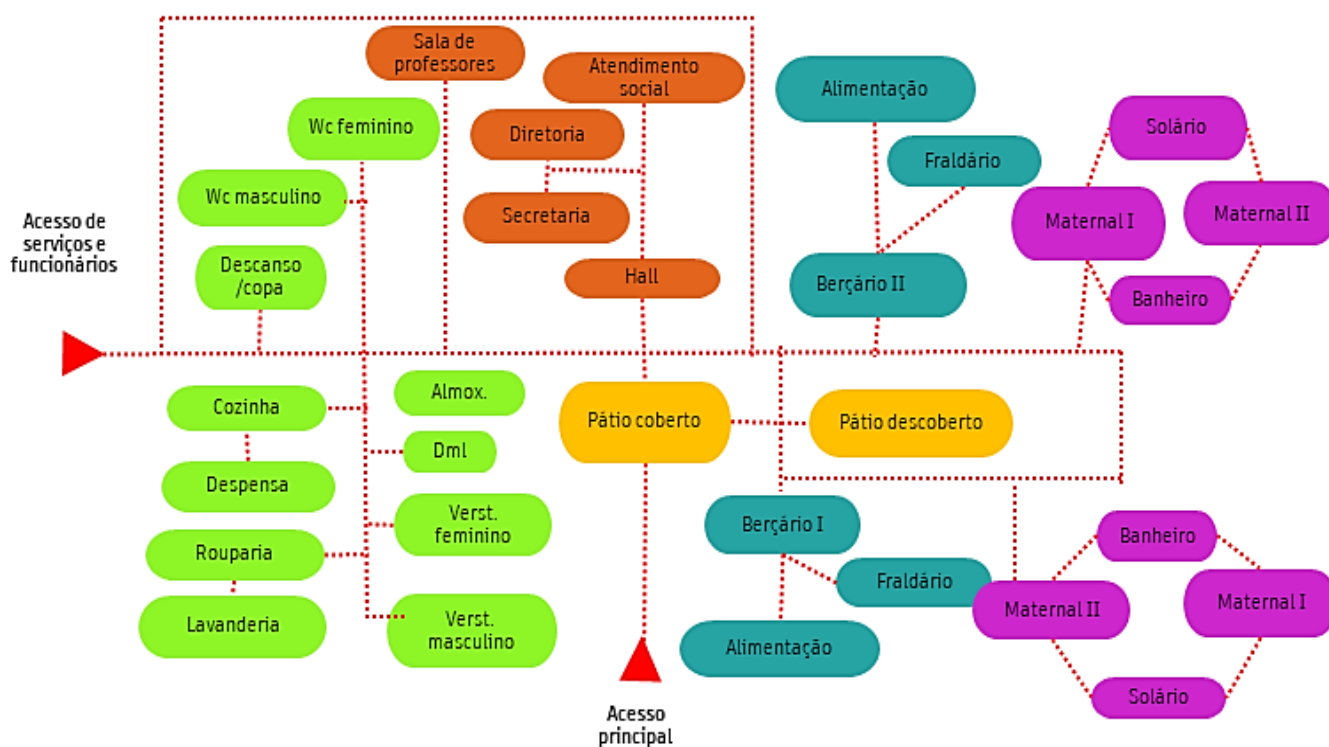 Sala de
professores
Atendimento
social
Wc feminino
Diretoria
Wc masculino
Secretaria
Acesso de
serviços e
funcionários
Descanso
/copa
Hall
Alimentação
Fraldário
Berçário II
Solário
Maternal I
Maternal II
Banheiro
Cozinha
Almox.
Dml
Despensa
Verst.
feminino
Rouparia
Lavanderia
Verst.
masculino
Pátio coberto
Pátio descoberto
Berçário I
Fraldário
Alimentação
Banheiro
Maternal II
Maternal I
Solário
Acesso
principal